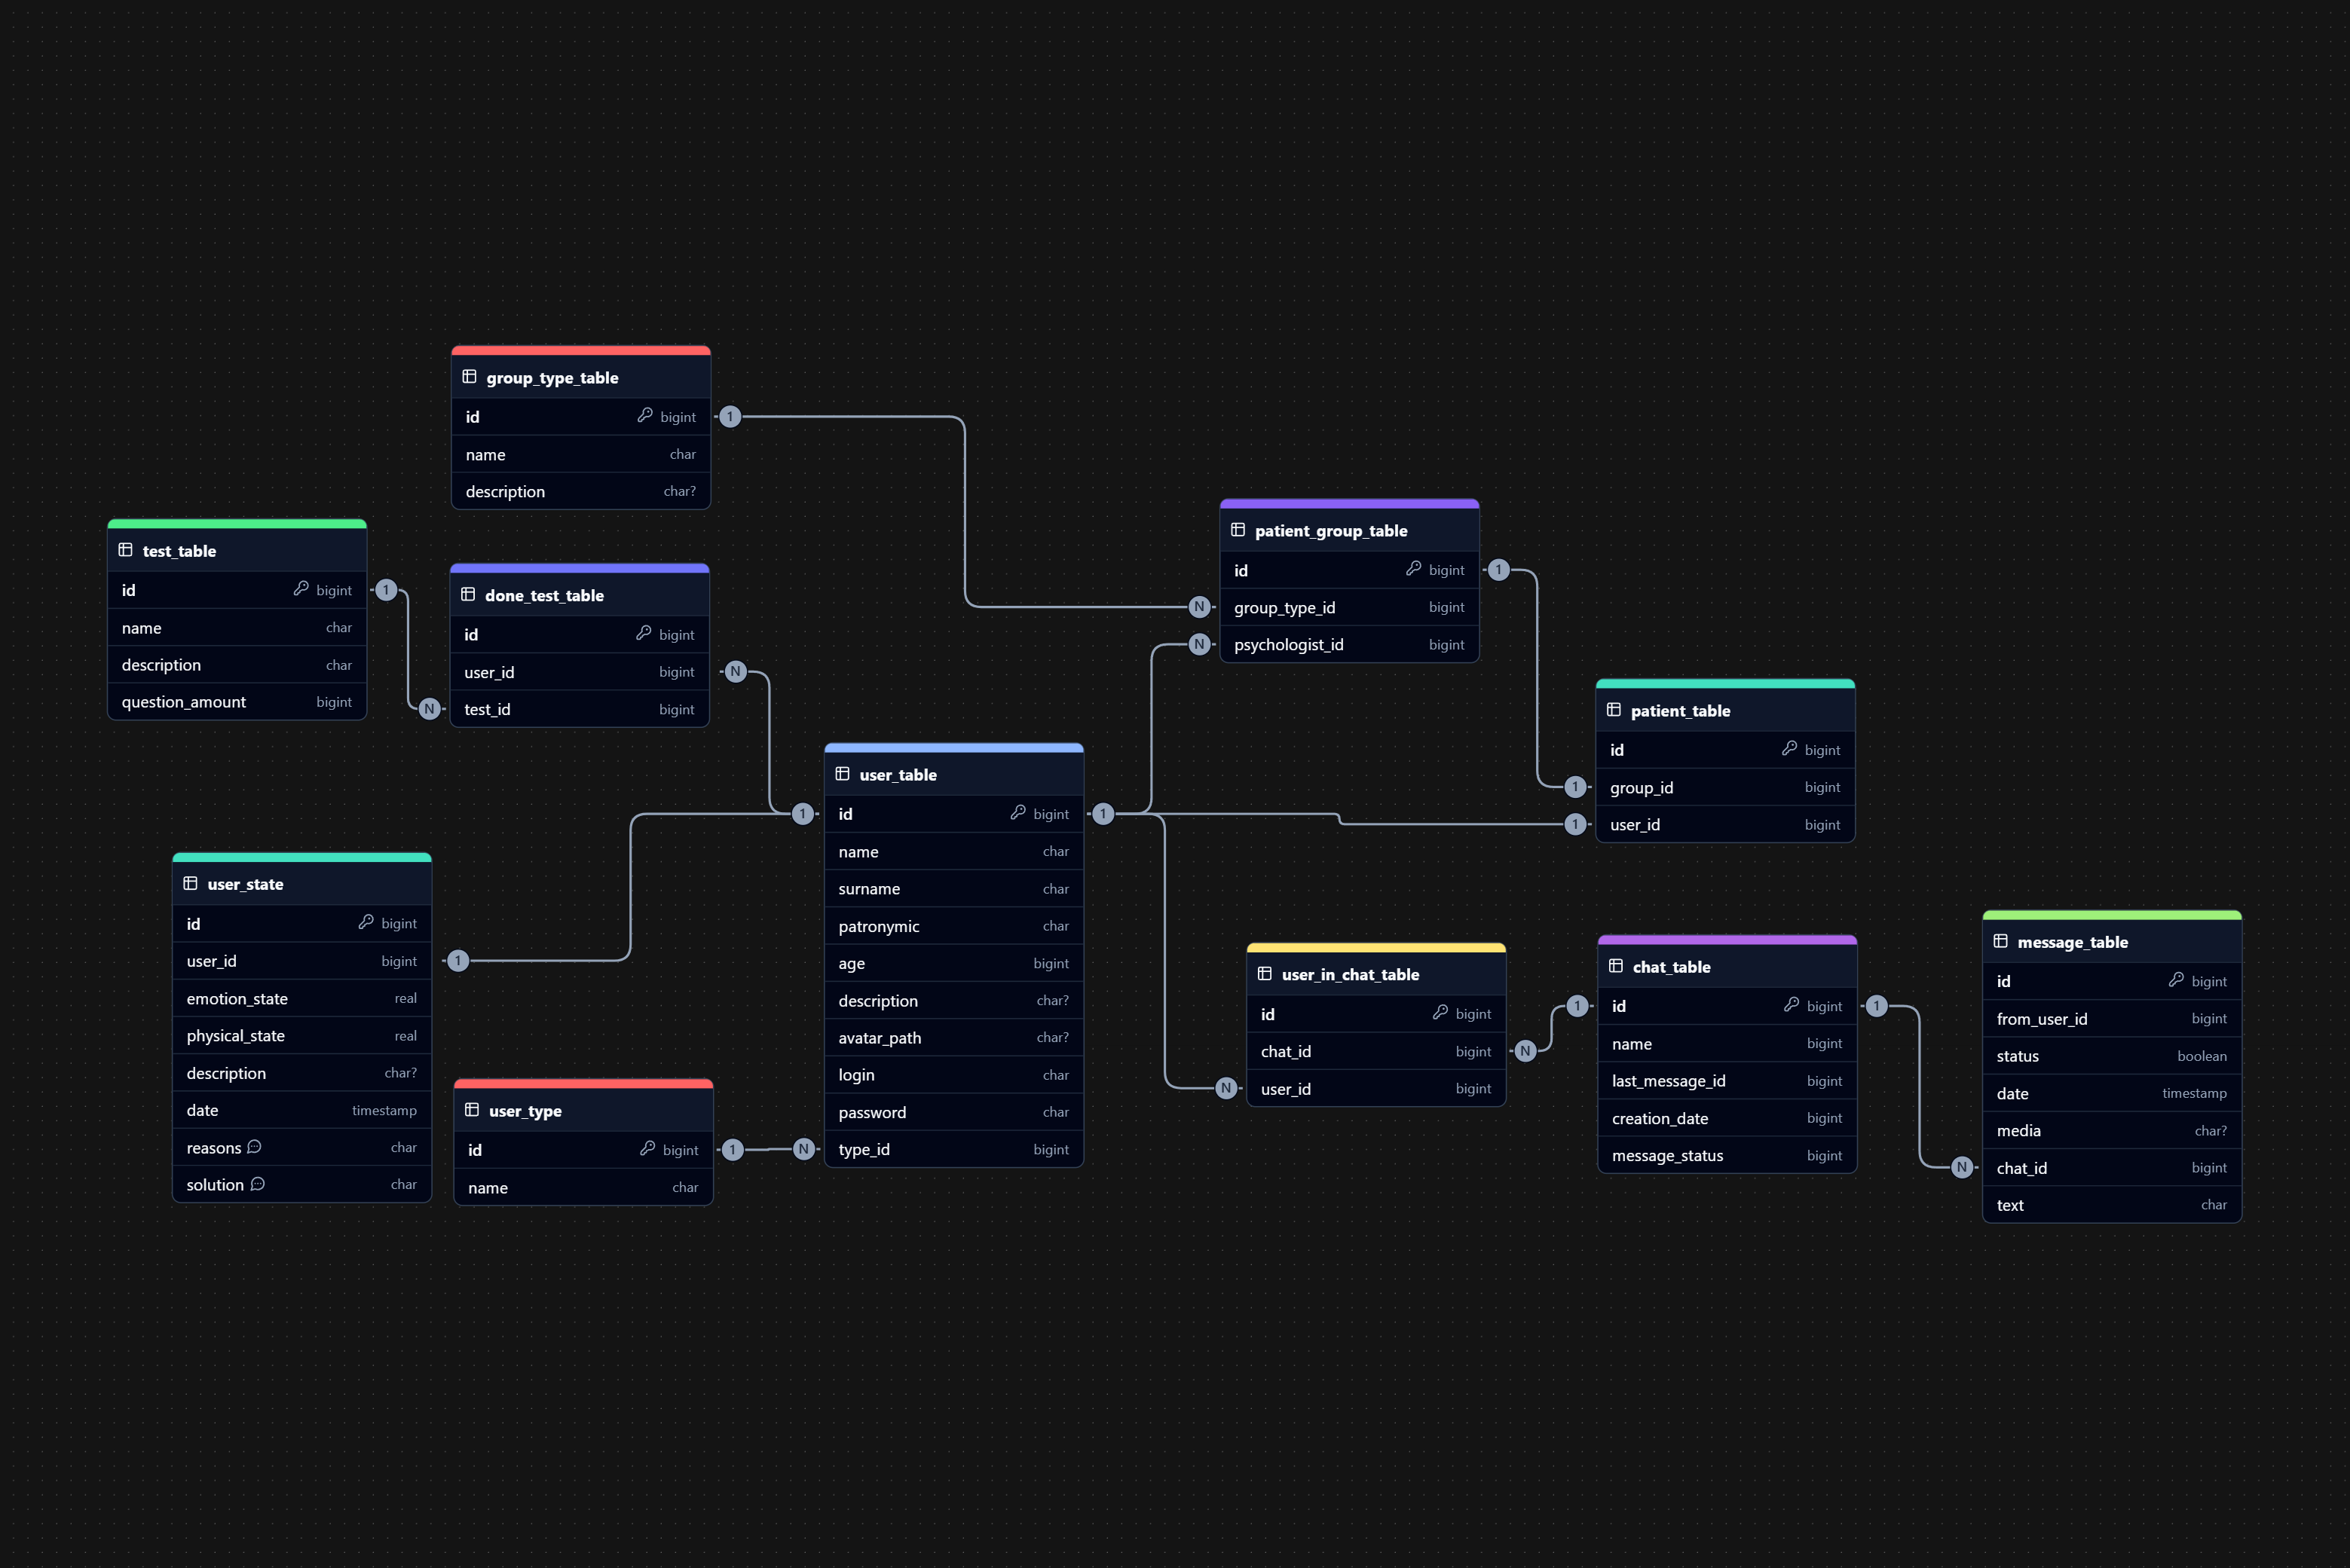 group_type_table
id bigint
name char
description char?
1
N
test_table
id bigint
name char
description char
question_amount bigint
1
N
done_test_table
id bigint
user_id bigint
test_id bigint
N
1
user_state
id bigint
user_id bigint
emotion_state real
physical_state real
description char?
date timestamp
reasons char
solution char
1
user_type
id bigint
name char
1
N
user_table
id bigint
name char
surname char
patronymic char
age bigint
description char?
avatar_path char?
login char
password char
type_id bigint
1
N
patient_group_table
id bigint
group_type_id bigint
psychologist_id bigint
1
1
1
patient_table
id bigint
group_id bigint
user_id bigint
N
user_in_chat_table
id bigint
chat_id bigint
user_id bigint
N
1
chat_table
id bigint
name bigint
last_message_id bigint
creation_date bigint
message_status bigint
1
N
message_table
id bigint
from_user_id bigint
status boolean
date timestamp
media char?
chat_id bigint
text char